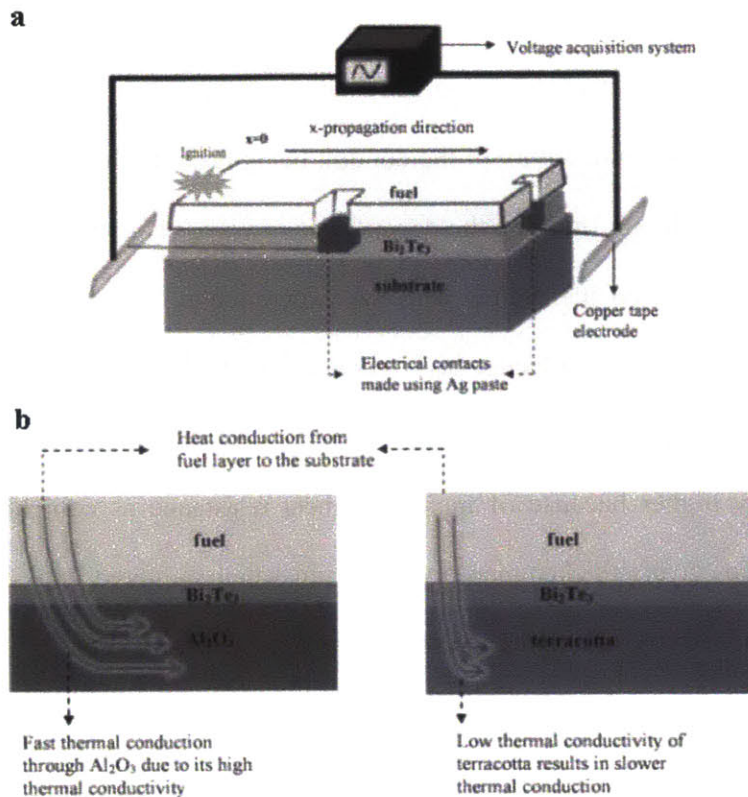 a
Voltage acquisition system
x=0
x-propagation direction
Ignition
fuel
Bi₂Te₃
substrate
Copper tape
electrode
Electrical contacts
made using Ag paste
b
Heat conduction from
fuel layer to the substrate
fuel
fuel
Bi₂Te₃
Bi₂Te₃
Al₂O₃
terracotta
Fast thermal conduction
through Al₂O₃ due to its high
thermal conductivity
Low thermal conductivity of
terracotta results in slower
thermal conduction